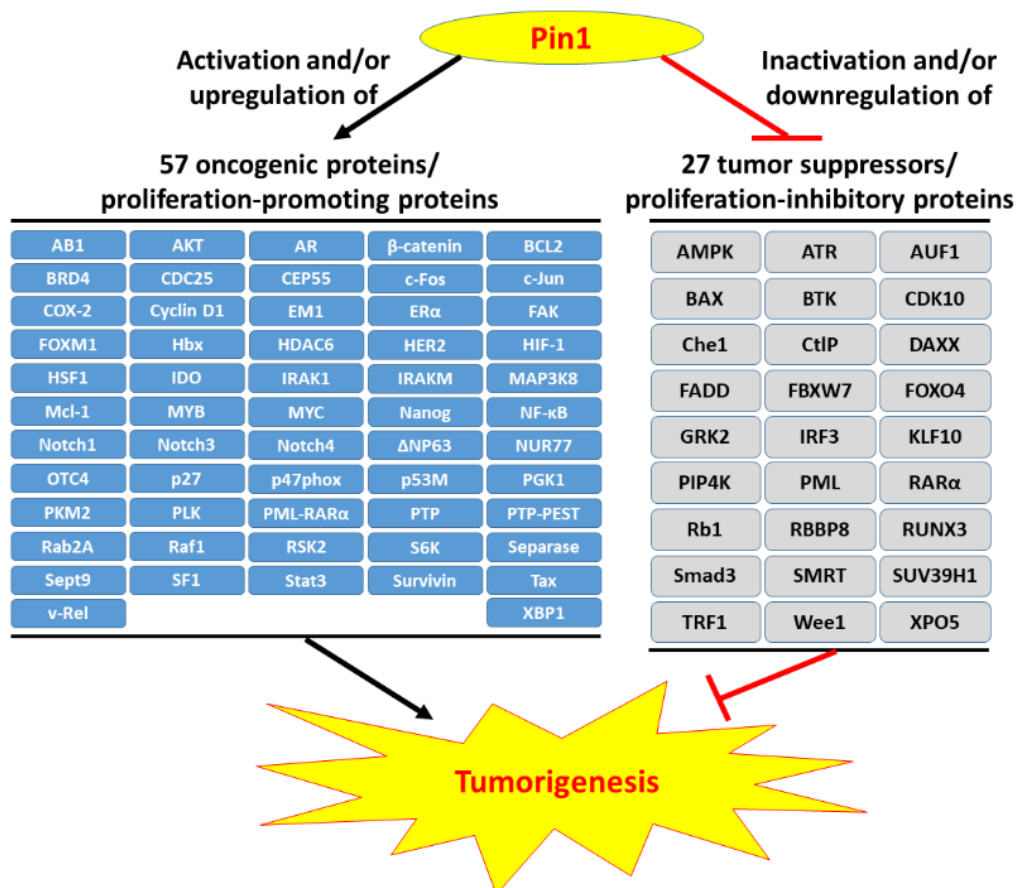 Pin1
Activation and/or
upregulation of
Inactivation and/or
downregulation of
57 oncogenic proteins/
proliferation-promoting proteins
27 tumor suppressors/
proliferation-inhibitory proteins
AB1 AKT AR β-catenin BCL2
BRD4 CDC25 CEP55 c-Fos c-Jun
COX-2 Cyclin D1 EM1 ERα FAK
FOXM1 Hbx HDAC6 HER2 HIF-1
HSF1 IDO IRAK1 IRAKM MAP3K8
Mcl-1 MYB MYC Nanog NF-κB
Notch1 Notch3 Notch4 ΔNP63 NUR77
OTC4 p27 p47phox p53M PGK1
PKM2 PLK PML-RARα PTP PTP-PEST
Rab2A Raf1 RSK2 S6K Separase
Sept9 SF1 Stat3 Survivin Tax
v-Rel XBP1
AMPK ATR AUF1
BAX BTK CDK10
Che1 CtlP DAXX
FADD FBXW7 FOXO4
GRK2 IRF3 KLF10
PIP4K PML RARα
Rb1 RBBP8 RUNX3
Smad3 SMRT SUV39H1
TRF1 Wee1 XPO5
Tumorigenesis